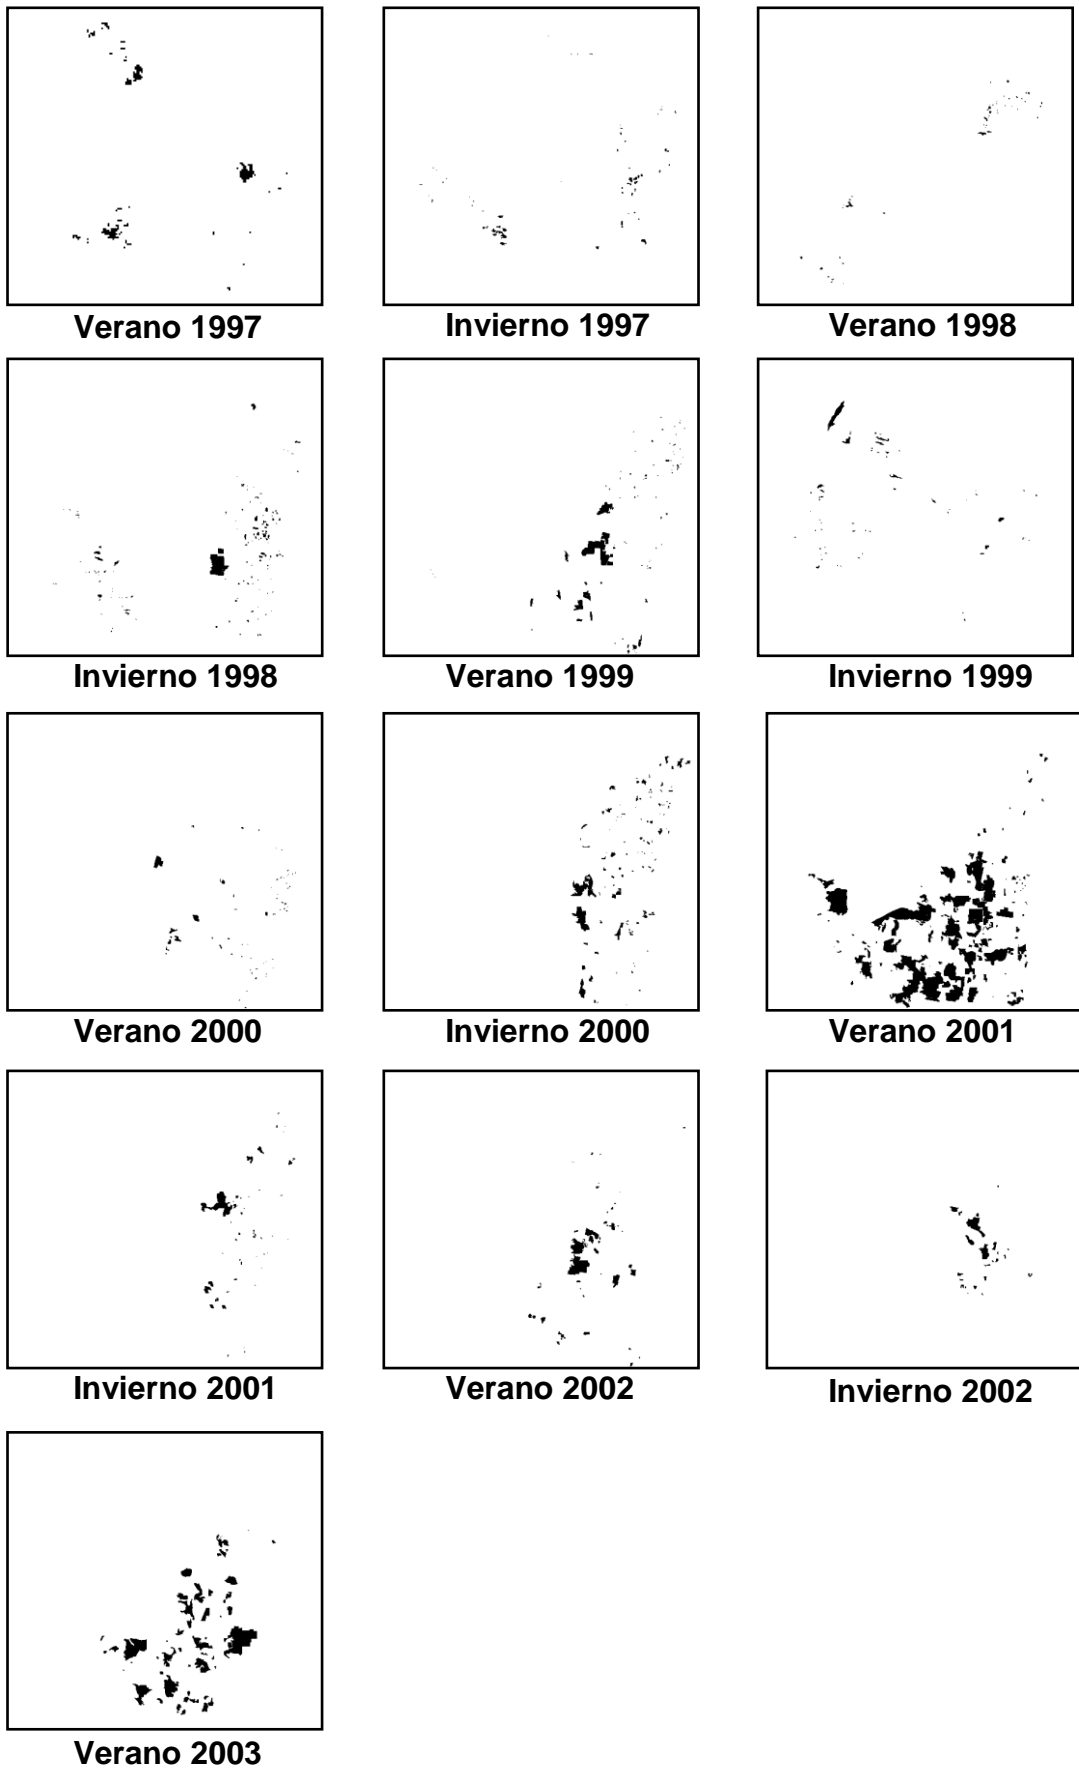 Verano 1997
Invierno 1997
Verano 1998
Invierno 1998
Verano 1999
Invierno 1999
Verano 2000
Invierno 2000
Verano 2001
Invierno 2001
Verano 2002
Invierno 2002
Verano 2003